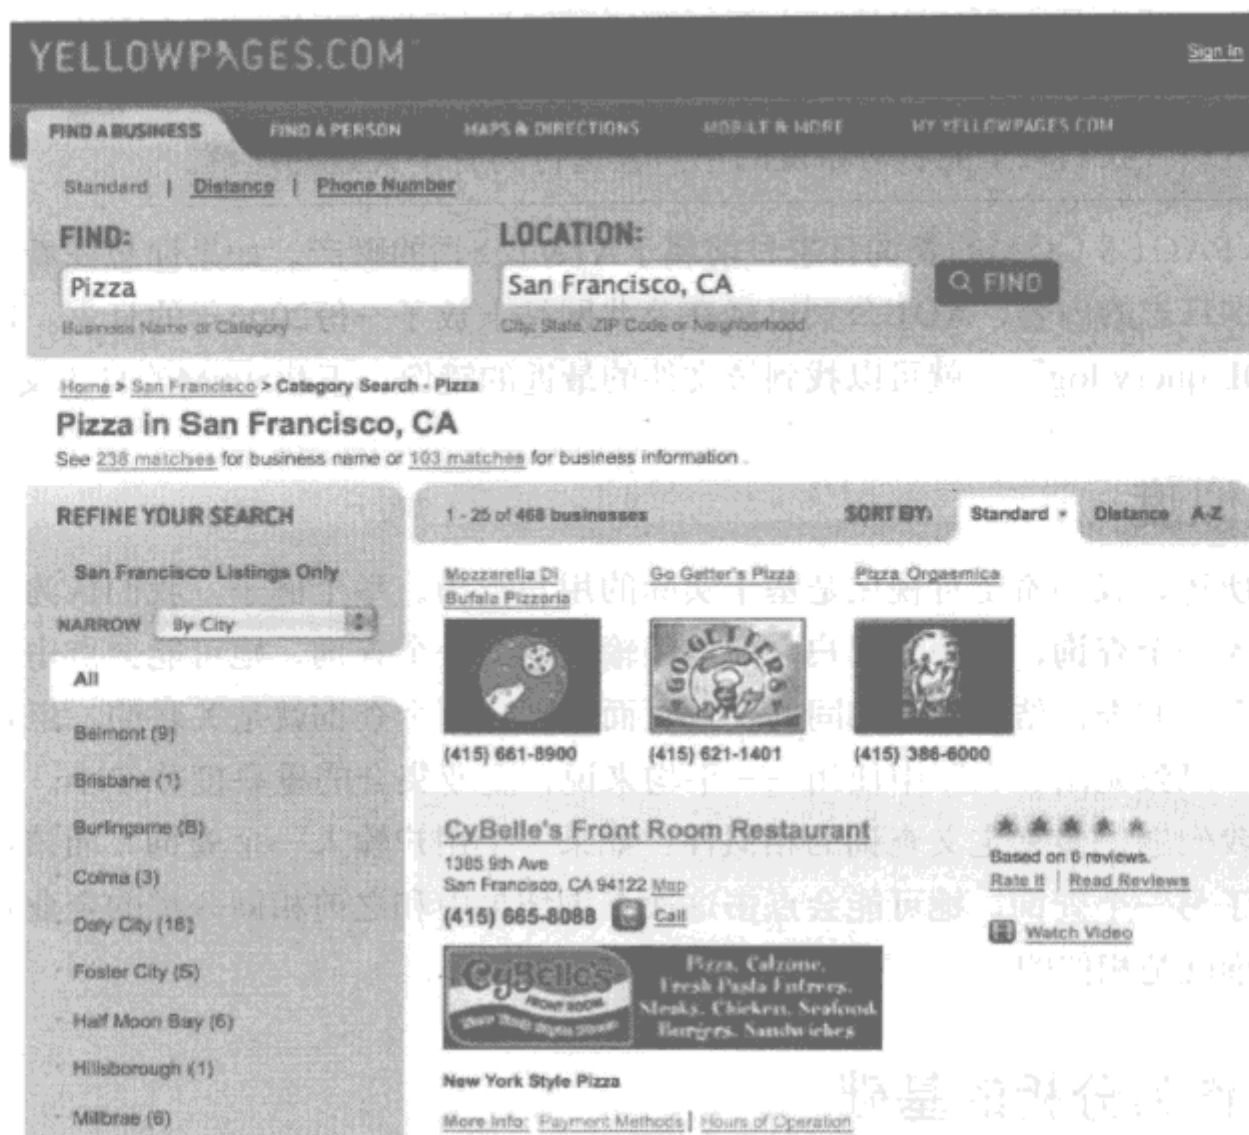 YELLOWPAGES.COM
Sign In
FIND A BUSINESS
FIND A PERSON
MAPS & DIRECTIONS
MOBILE & MORE
MY YELLOWPAGES.COM
Standard | Distance | Phone Number
FIND:
LOCATION:
Pizza
San Francisco, CA
FIND
Business Name or Category
City, State, ZIP Code or Neighborhood
Home > San Francisco > Category Search - Pizza
Pizza in San Francisco, CA
See 238 matches for business name or 103 matches for business information.
REFINE YOUR SEARCH
San Francisco Listings Only
NARROW By City
All
Belmont (9)
Brisbane (1)
Burlingame (8)
Colma (3)
Daly City (16)
Foster City (5)
Half Moon Bay (6)
Hillsborough (1)
Millbrae (6)
1 - 25 of 468 businesses
SORT BY: Standard Distance A-Z
Mozzarella Di
Bufala Pizzeria
(415) 661-8900
Go Getter's Pizza
GO-GETTERS
(415) 621-1401
Pizza Orgasmica
(415) 386-6000
CyBelle's Front Room Restaurant
1385 9th Ave
San Francisco, CA 94122 Map
(415) 665-8088 Call
Based on 6 reviews.
Rate It | Read Reviews
Watch Video
CyBelle's
FRONT ROOM
Pizza, Calzone,
Fresh Pasta Entrees,
Steaks, Chicken, Seafood
Burgers, Sandwiches
New York Style Pizza
More Info: Payment Methods | Hours of Operation